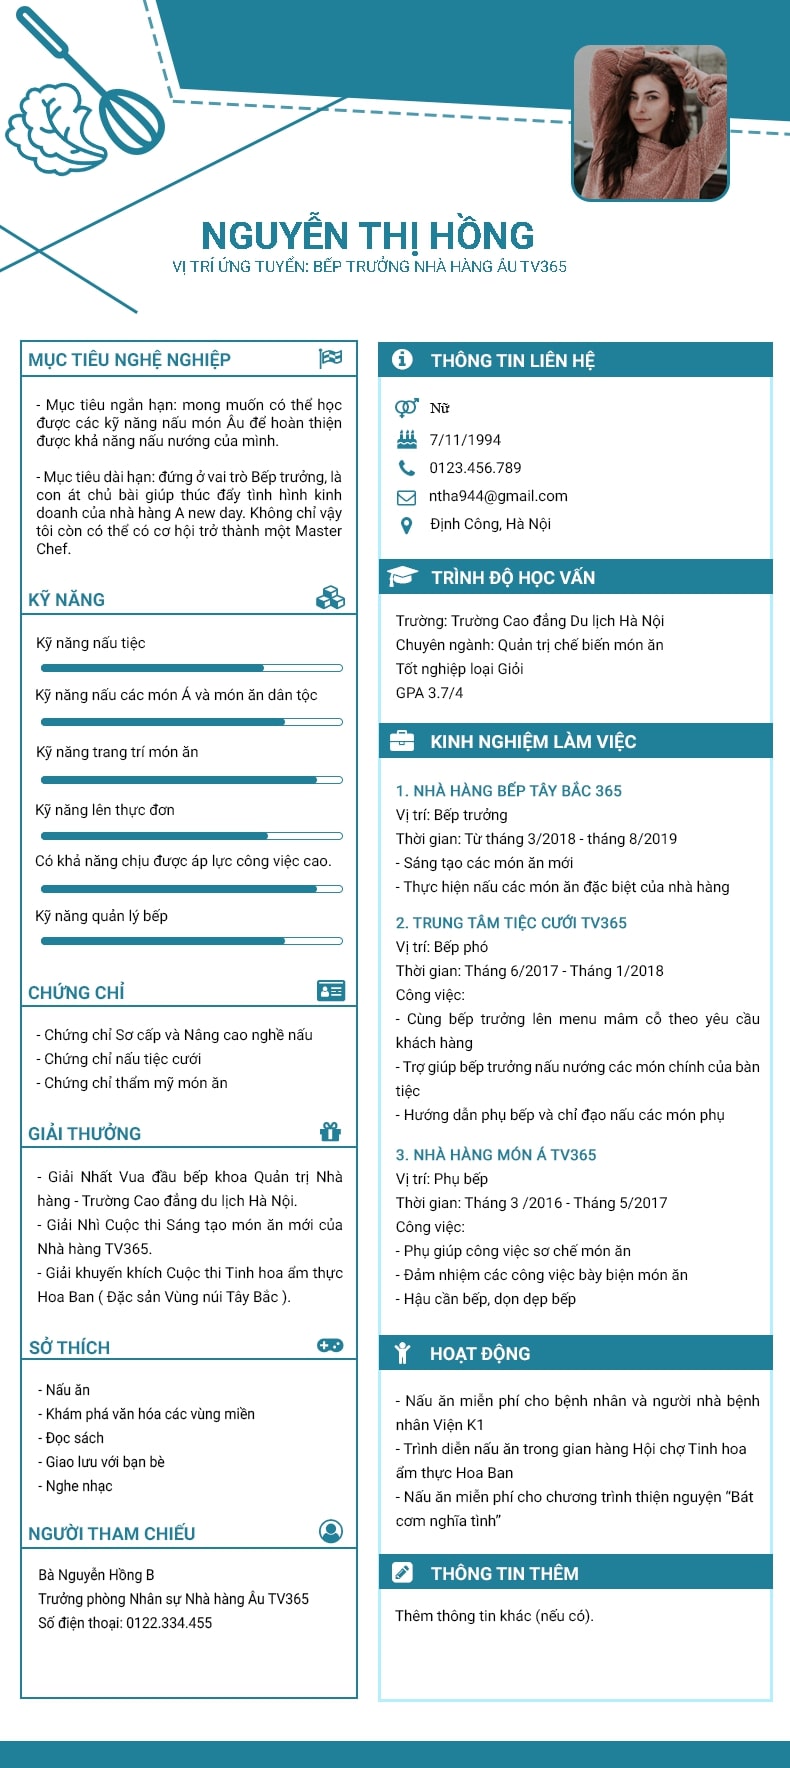 NGUYỄN THỊ HỒNG
VỊ TRÍ ỨNG TUYỂN: BẾP TRƯỞNG NHÀ HÀNG ÂU TV365
MỤC TIÊU NGHỆ NGHIỆP
- Mục tiêu ngắn hạn: mong muốn có thể học
được các kỹ năng nấu món Âu để hoàn thiện
được khả năng nấu nướng của mình.
- Mục tiêu dài hạn: đứng ở vai trò Bếp trưởng, là
con át chủ bài giúp thúc đẩy tình hình kinh
doanh của nhà hàng A new day. Không chỉ vậy
tôi còn có thể có cơ hội trở thành một Master
Chef.
KỸ NĂNG
Kỹ năng nấu tiệc
Kỹ năng nấu các món Á và món ăn dân tộc
Kỹ năng trang trí món ăn
Kỹ năng lên thực đơn
Có khả năng chịu được áp lực công việc cao.
Kỹ năng quản lý bếp
CHỨNG CHỈ
- Chứng chỉ Sơ cấp và Nâng cao nghề nấu
- Chứng chỉ nấu tiệc cưới
- Chứng chỉ thẩm mỹ món ăn
GIẢI THƯỞNG
- Giải Nhất Vua đầu bếp khoa Quản trị Nhà
hàng - Trường Cao đẳng du lịch Hà Nội.
- Giải Nhì Cuộc thi Sáng tạo món ăn mới của
Nhà hàng TV365.
- Giải khuyến khích Cuộc thi Tinh hoa ẩm thực
Hoa Ban ( Đặc sản Vùng núi Tây Bắc ).
SỞ THÍCH
- Nấu ăn
- Khám phá văn hóa các vùng miền
- Đọc sách
- Giao lưu với bạn bè
- Nghe nhạc
NGƯỜI THAM CHIẾU
Bà Nguyễn Hồng B
Trưởng phòng Nhân sự Nhà hàng Âu TV365
Số điện thoại: 0122.334.455
THÔNG TIN LIÊN HỆ
Nữ
7/11/1994
0123.456.789
ntha944@gmail.com
Định Công, Hà Nội
TRÌNH ĐỘ HỌC VẤN
Trường: Trường Cao đẳng Du lịch Hà Nội
Chuyên ngành: Quản trị chế biến món ăn
Tốt nghiệp loại Giỏi
GPA 3.7/4
KINH NGHIỆM LÀM VIỆC
1. NHÀ HÀNG BẾP TÂY BẮC 365
Vị trí: Bếp trưởng
Thời gian: Từ tháng 3/2018 - tháng 8/2019
- Sáng tạo các món ăn mới
- Thực hiện nấu các món ăn đặc biệt của nhà hàng
2. TRUNG TÂM TIỆC CƯỚI TV365
Vị trí: Bếp phó
Thời gian: Tháng 6/2017 - Tháng 1/2018
Công việc:
- Cùng bếp trưởng lên menu mâm cỗ theo yêu cầu
khách hàng
- Trợ giúp bếp trưởng nấu nướng các món chính của bàn
tiệc
- Hướng dẫn phụ bếp và chỉ đạo nấu các món phụ
3. NHÀ HÀNG MÓN Á TV365
Vị trí: Phụ bếp
Thời gian: Tháng 3 /2016 - Tháng 5/2017
Công việc:
- Phụ giúp công việc sơ chế món ăn
- Đảm nhiệm các công việc bày biện món ăn
- Hậu cần bếp, dọn dẹp bếp
HOẠT ĐỘNG
- Nấu ăn miễn phí cho bệnh nhân và người nhà bệnh
nhân Viện K1
- Trình diễn nấu ăn trong gian hàng Hội chợ Tinh hoa
ẩm thực Hoa Ban
- Nấu ăn miễn phí cho chương trình thiện nguyện “Bát
cơm nghĩa tình”
THÔNG TIN THÊM
Thêm thông tin khác (nếu có).